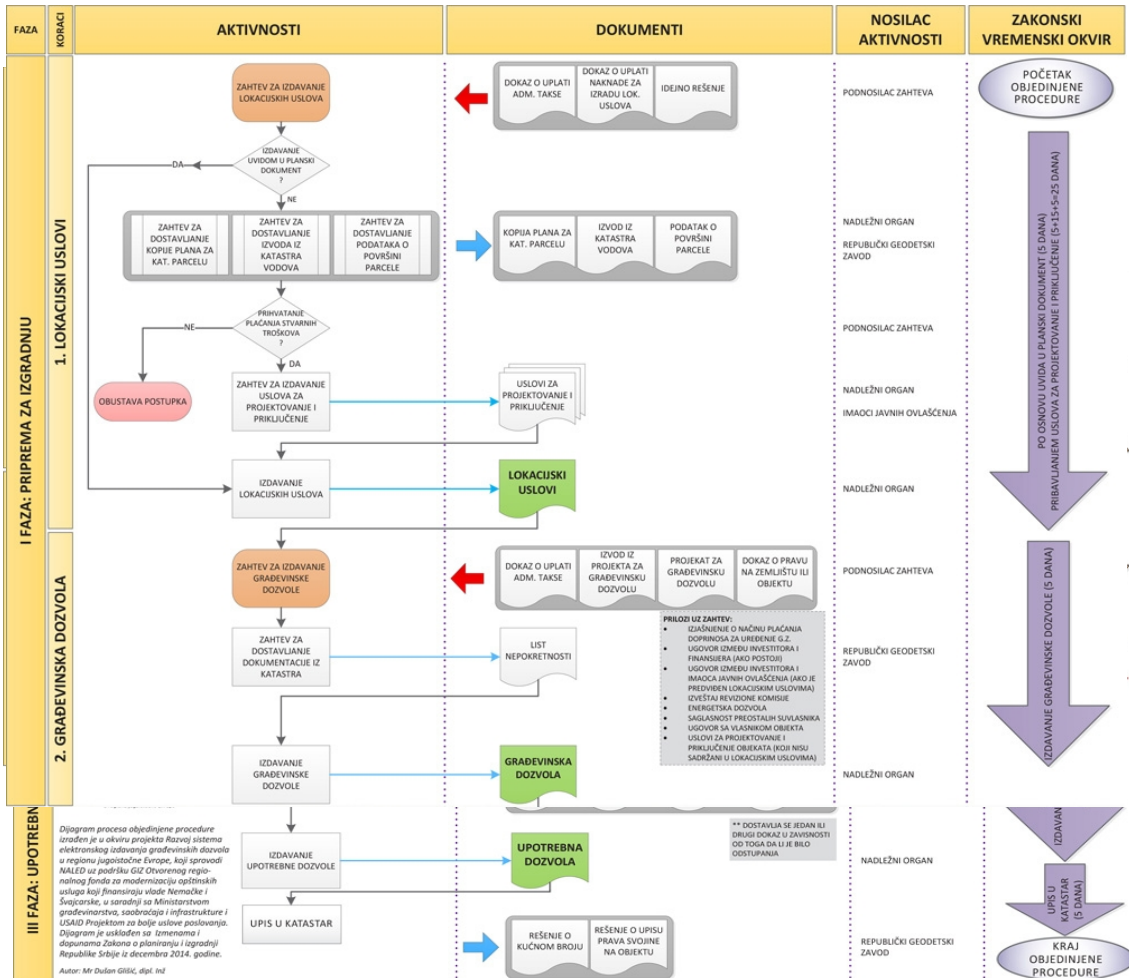 FAZA
KORACI
AKTIVNOSTI
DOKUMENTI
NOSILAC
AKTIVNOSTI
ZAKONSKI
VREMENSKI OKVIR
I FAZA: PRIPREMA ZA IZGRADNJU
1. LOKACIJSKI USLOVI
ZAHTEV ZA IZDAVANJE
LOKACIJSKIH USLOVA
DOKAZ O UPLATI
ADM. TAKSE
DOKAZ O UPLATI
NAKNADE ZA
IZRADU LOK.
USLOVA
IDEJNO REŠENJE
PODNOSILAC ZAHTEVA
POČETAK
OBJEDINJENE
PROCEDURE
IZDAVANJE
UVIDOM U PLANSKI
DOKUMENT
?
DA
NE
ZAHTEV ZA
DOSTAVLJANJE
KOPIJE PLANA ZA
KAT. PARCELU
ZAHTEV ZA
DOSTAVLJANJE
IZVODA IZ
KATASTRA
VODOVA
ZAHTEV ZA
DOSTAVLJANJE
PODATAKA O
POVRŠINI
PARCELE
KOPIJA PLANA ZA
KAT. PARCELU
IZVOD IZ
KATASTRA
VODOVA
PODATAK O
POVRŠINI
PARCELE
NADLEŽNI ORGAN
REPUBLIČKI GEODETSKI
ZAVOD
PO OSNOVU UVIDA U PLANSKI DOKUMENT (5 DANA)
PRIBAVLJANJEM USLOVA ZA PROJEKTOVANJE I PRIKLJUČENJE (5+15+5=25 DANA)
PRIHVATANJE
PLAĆANJA STVARNIH
TROŠKOVA
?
NE
DA
PODNOSILAC ZAHTEVA
OBUSTAVA POSTUPKA
ZAHTEV ZA IZDAVANJE
USLOVA ZA
PROJEKTOVANJE I
PRIKLJUČENJE
USLOVI ZA
PROJEKTOVANJE I
PRIKLJUČENJE
NADLEŽNI ORGAN
IMAOCI JAVNIH OVLAŠĆENJA
IZDAVANJE
LOKACIJSKIH USLOVA
LOKACIJSKI
USLOVI
NADLEŽNI ORGAN
2. GRAĐEVINSKA DOZVOLA
ZAHTEV ZA IZDAVANJE
GRAĐEVINSKE
DOZVOLE
DOKAZ O UPLATI
ADM. TAKSE
IZVOD IZ
PROJEKTA ZA
GRAĐEVINSKU
DOZVOLU
PROJEKAT ZA
GRAĐEVINSKU
DOZVOLU
DOKAZ O PRAVU
NA ZEMLJIŠTU ILI
OBJEKTU
PODNOSILAC ZAHTEVA
IZDAVANJE GRAĐEVINSKE DOZVOLE (5 DANA)
ZAHTEV ZA
DOSTAVLJANJE
DOKUMENTACIJE IZ
KATASTRA
LIST
NEPOKRETNOSTI
PRILOZI UZ ZAHTEV:
• IZJAŠNJENJE O NAČINU PLAĆANJA
DOPRINOSA ZA UREĐENJE G.Z.
• UGOVOR IZMEĐU INVESTITORA I
FINANSIJERA (AKO POSTOJI)
• UGOVOR IZMEĐU INVESTITORA I
IMAOCA JAVNIH OVLAŠĆENJA (AKO JE
PREDVIĐEN LOKACIJSKIM USLOVIMA)
• IZVEŠTAJ REVIZIONE KOMISIJE
• ENERGETSKA DOZVOLA
• SAGLASNOST PREOSTALIH SUVLASNIKA
• UGOVOR SA VLASNIKOM OBJEKTA
• USLOVI ZA PROJEKTOVANJE I
PRIKLJUČENJE OBJEKATA (KOJI NISU
SADRŽANI U LOKACIJSKIM USLOVIMA)
REPUBLIČKI GEODETSKI
ZAVOD
IZDAVANJE
GRAĐEVINSKE
DOZVOLE
GRAĐEVINSKA
DOZVOLA
NADLEŽNI ORGAN
III FAZA: UPOTREBN
Dijagram procesa objedinjene procedure
izrađen je u okviru projekta Razvoj sistema
elektronskog izdavanja građevinskih dozvola
u regionu jugoistočne Evrope, koji sprovodi
NALED uz podršku GIZ Otvorenog regio-
nalnog fonda za modernizaciju opštinskih
usluga koji finansiraju vlade Nemačke i
Švajcarske, u saradnji sa Ministarstvom
građevinarstva, saobraćaja i infrastrukture i
USAID Projektom za bolje uslove poslovanja.
Dijagram je usklađen sa Izmenama i
dopunama Zakona o planiranju i izgradnji
Republike Srbije iz decembra 2014. godine.
Autor: Mr Dušan Glišić, dipl. Inž
IZDAVANJE
UPOTREBNE DOZVOLE
UPOTREBNA
DOZVOLA
** DOSTAVLJA SE JEDAN ILI
DRUGI DOKAZ U ZAVISNOSTI
OD TOGA DA LI JE BILO
ODSTUPANJA
NADLEŽNI ORGAN
IZDAVAN
UPIS U KATASTAR
UPIS U
KATASTAR
(5 DANA)
REŠENJE O
KUĆNOM BROJU
REŠENJE O UPISU
PRAVA SVOJINE
NA OBJEKTU
REPUBLIČKI GEODETSKI
ZAVOD
KRAJ
OBJEDINJENE
PROCEDURE